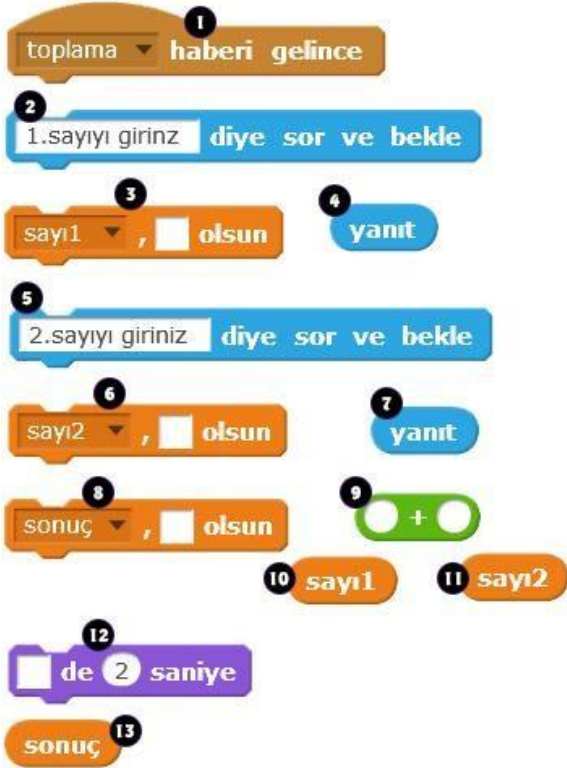 1
toplama haberi gelince
2
1.sayıyı girinz diye sor ve bekle
3 4
sayı1 , olsun yanıt
5
2.sayıyı giriniz diye sor ve bekle
6 7
sayı2 , olsun yanıt
8 9
sonuç , olsun +
10 sayı1 11 sayı2
12
de 2 saniye
sonuç 13